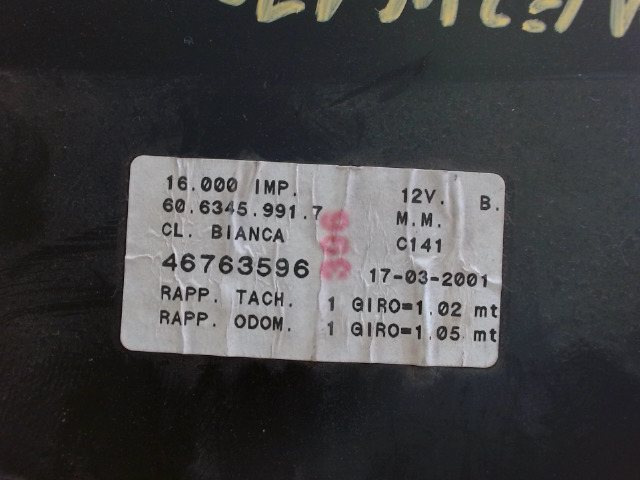 16.000 IMP. 12V. B.
60.6345.991.7 M.M.
CL. BIANCA C141
396
46763596 17-03-2001
RAPP. TACH. 1 GIRO=1.02 mt
RAPP. ODOM. 1 GIRO=1.05 mt